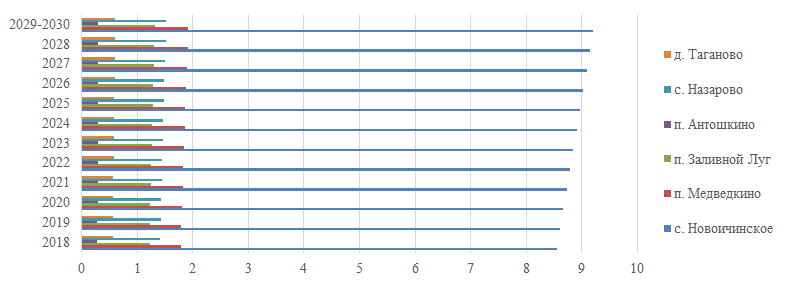 2029-2030
2028
2027
2026
2025
2024
2023
2022
2021
2020
2019
2018
0 1 2 3 4 5 6 7 8 9 10
д. Таганово
с. Назарово
п. Антошкино
п. Заливной Луг
п. Медведкино
с. Новоичинское